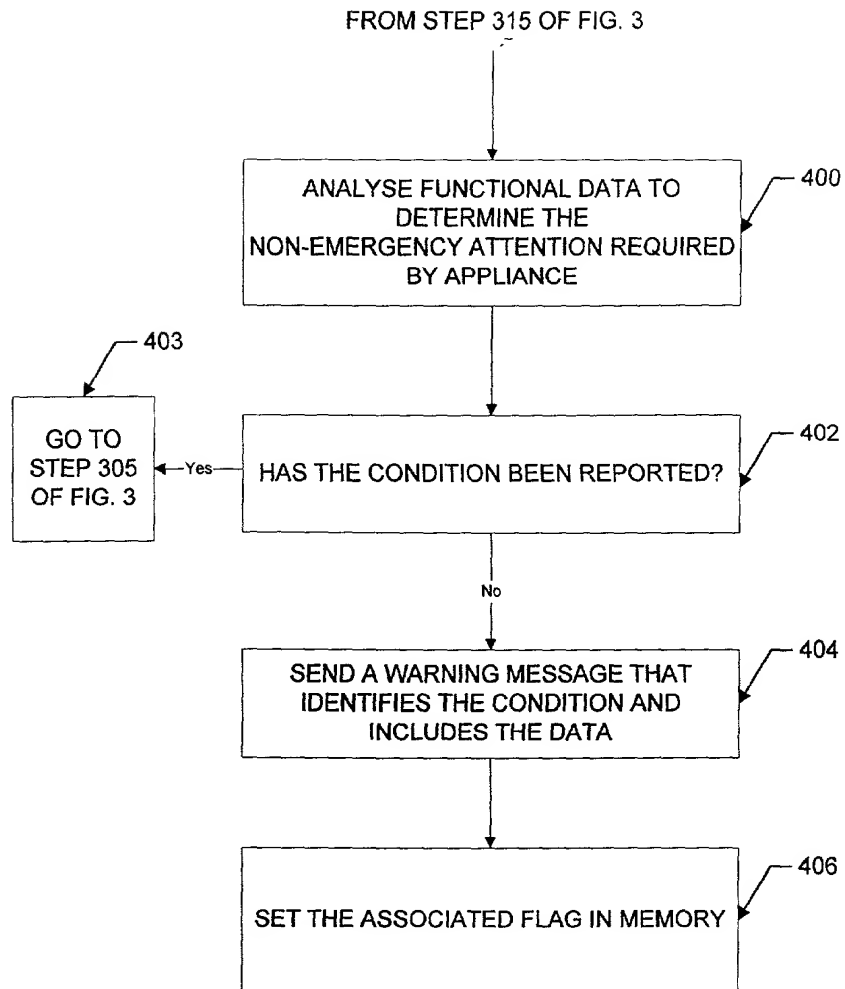 FROM STEP 315 OF FIG. 3
ANALYSE FUNCTIONAL DATA TO
DETERMINE THE
NON-EMERGENCY ATTENTION REQUIRED
BY APPLIANCE
400
403
GO TO
STEP 305
OF FIG. 3
Yes
HAS THE CONDITION BEEN REPORTED?
402
No
SEND A WARNING MESSAGE THAT
IDENTIFIES THE CONDITION AND
INCLUDES THE DATA
404
SET THE ASSOCIATED FLAG IN MEMORY
406